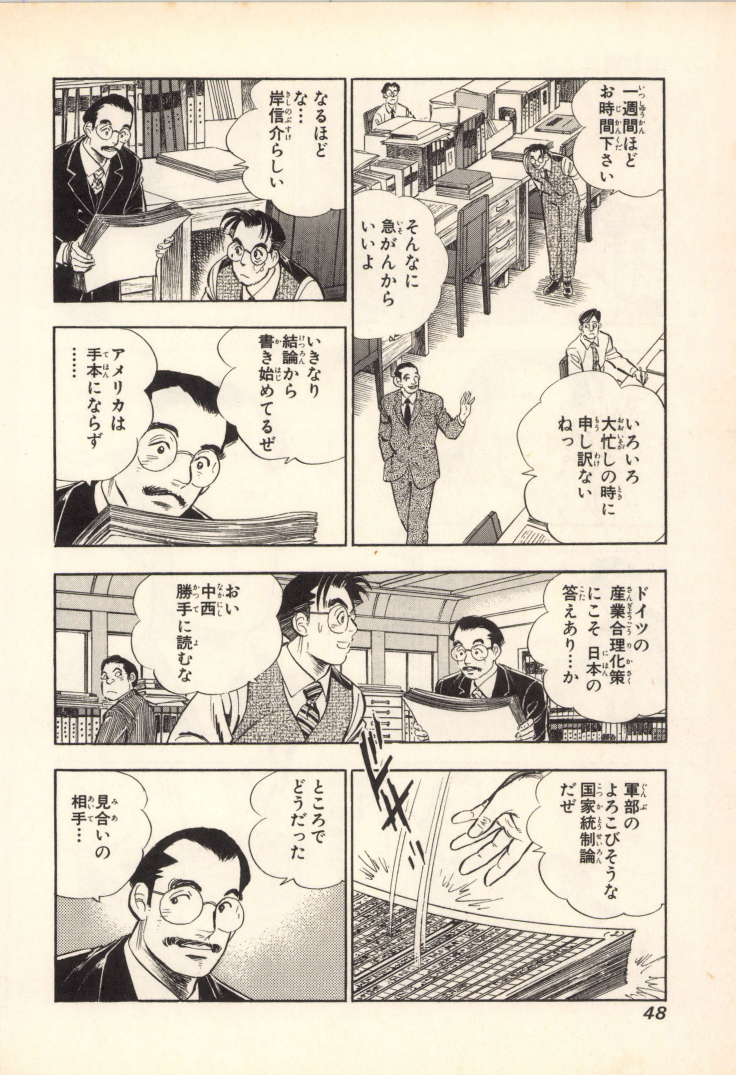 一週間ほど
お時間下さい
そんなに
急がんから
いいよ
いろいろ
大忙しの時に
申し訳ない
ねっ
なるほど
な…
岸信介らしい
いきなり
結論から
書き始めてるぜ
アメリカは
手本にならず
……
ドイツの
産業合理化策
にこそ 日本の
答えあり…か
おい
中西
勝手に読むな
軍部の
よろこびそうな
国家統制論
だぜ
ドサッ
ところで
どうだった
見合いの
相手…
48